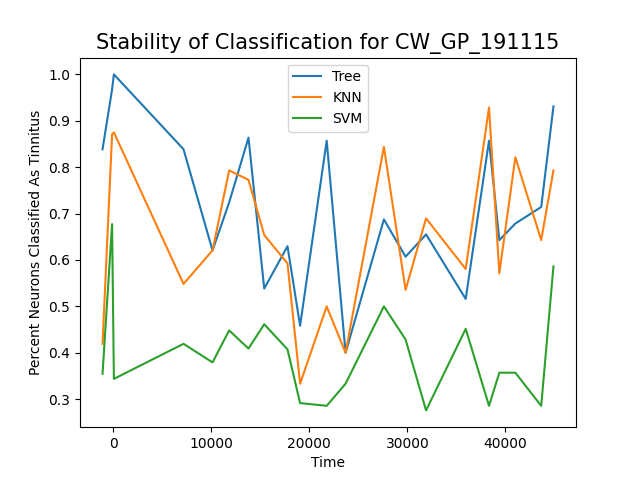 Stability of Classification for CW_GP_191115
Tree
KNN
SVM
Percent Neurons Classified As Tinnitus
1.0
0.9
0.8
0.7
0.6
0.5
0.4
0.3
0 10000 20000 30000 40000
Time